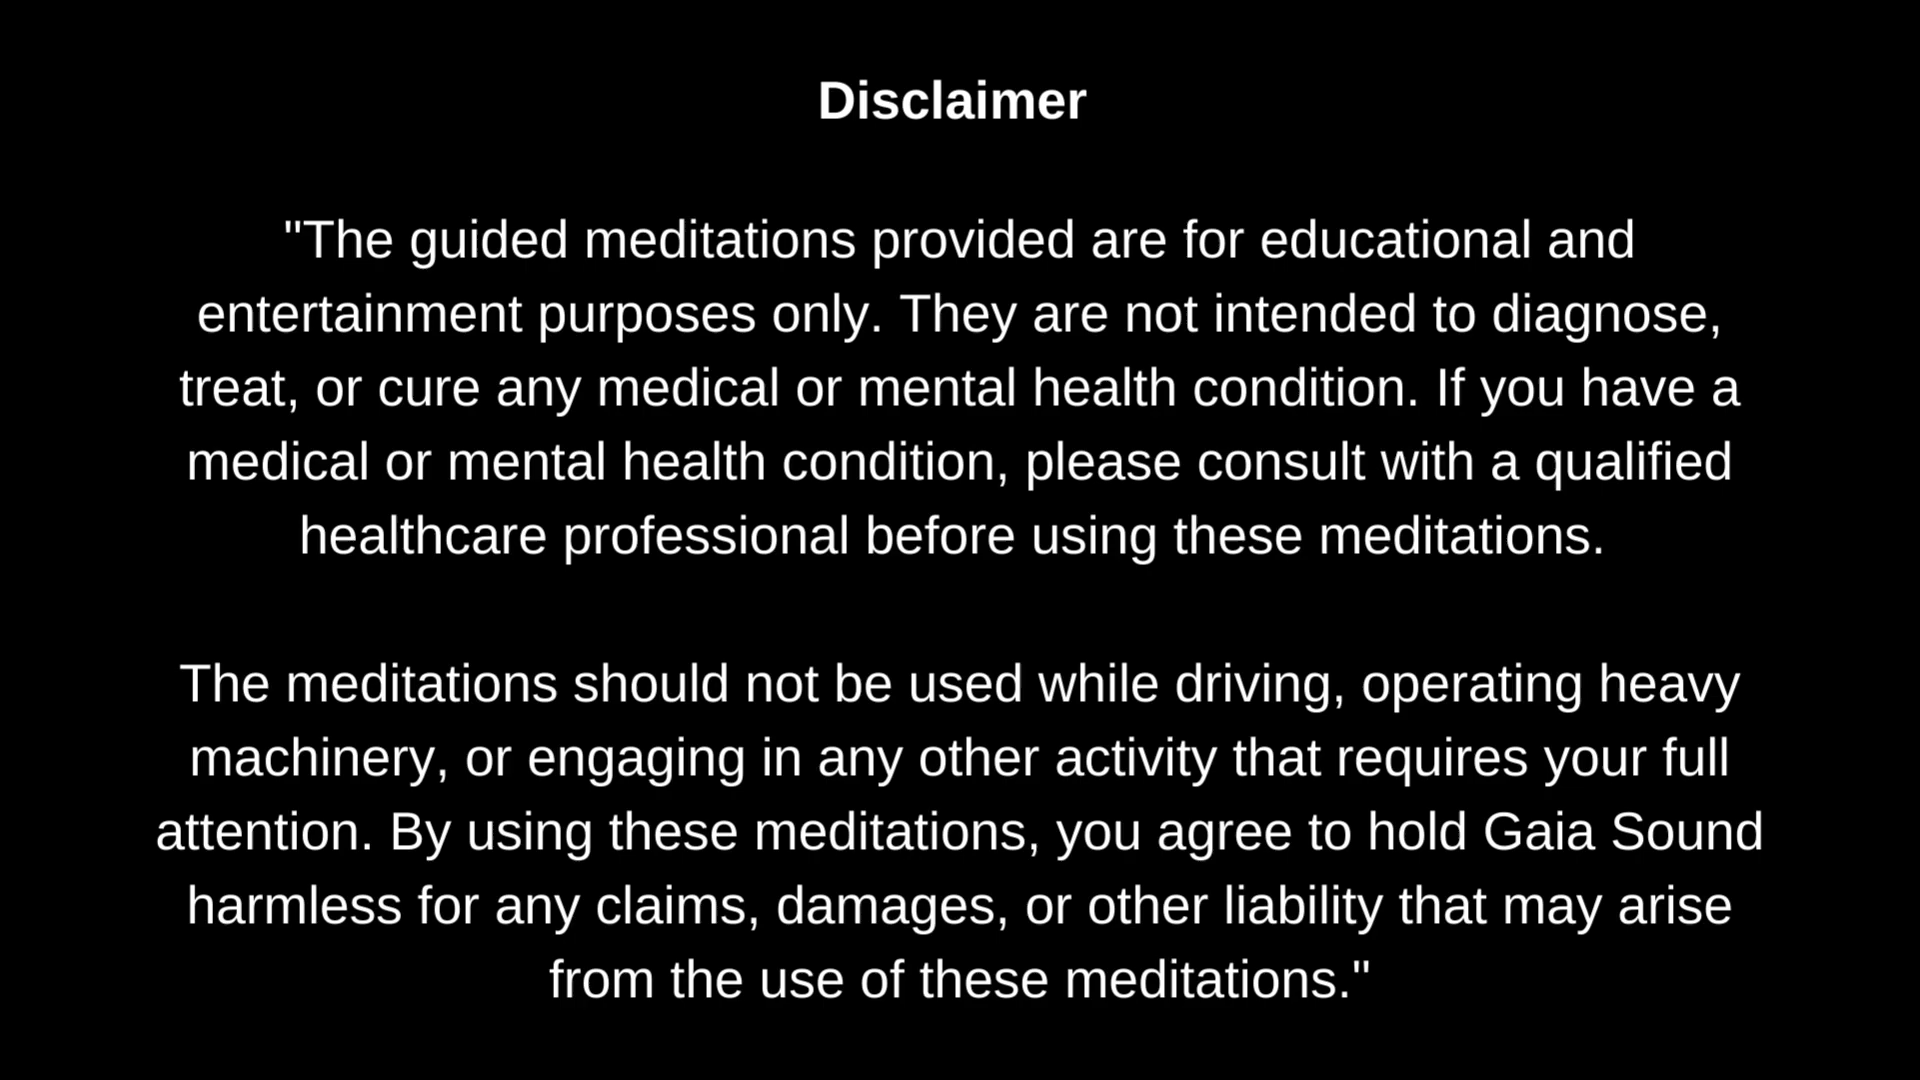 Disclaimer
"The guided meditations provided are for educational and
entertainment purposes only. They are not intended to diagnose,
treat, or cure any medical or mental health condition. If you have a
medical or mental health condition, please consult with a qualified
healthcare professional before using these meditations.
The meditations should not be used while driving, operating heavy
machinery, or engaging in any other activity that requires your full
attention. By using these meditations, you agree to hold Gaia Sound
harmless for any claims, damages, or other liability that may arise
from the use of these meditations."